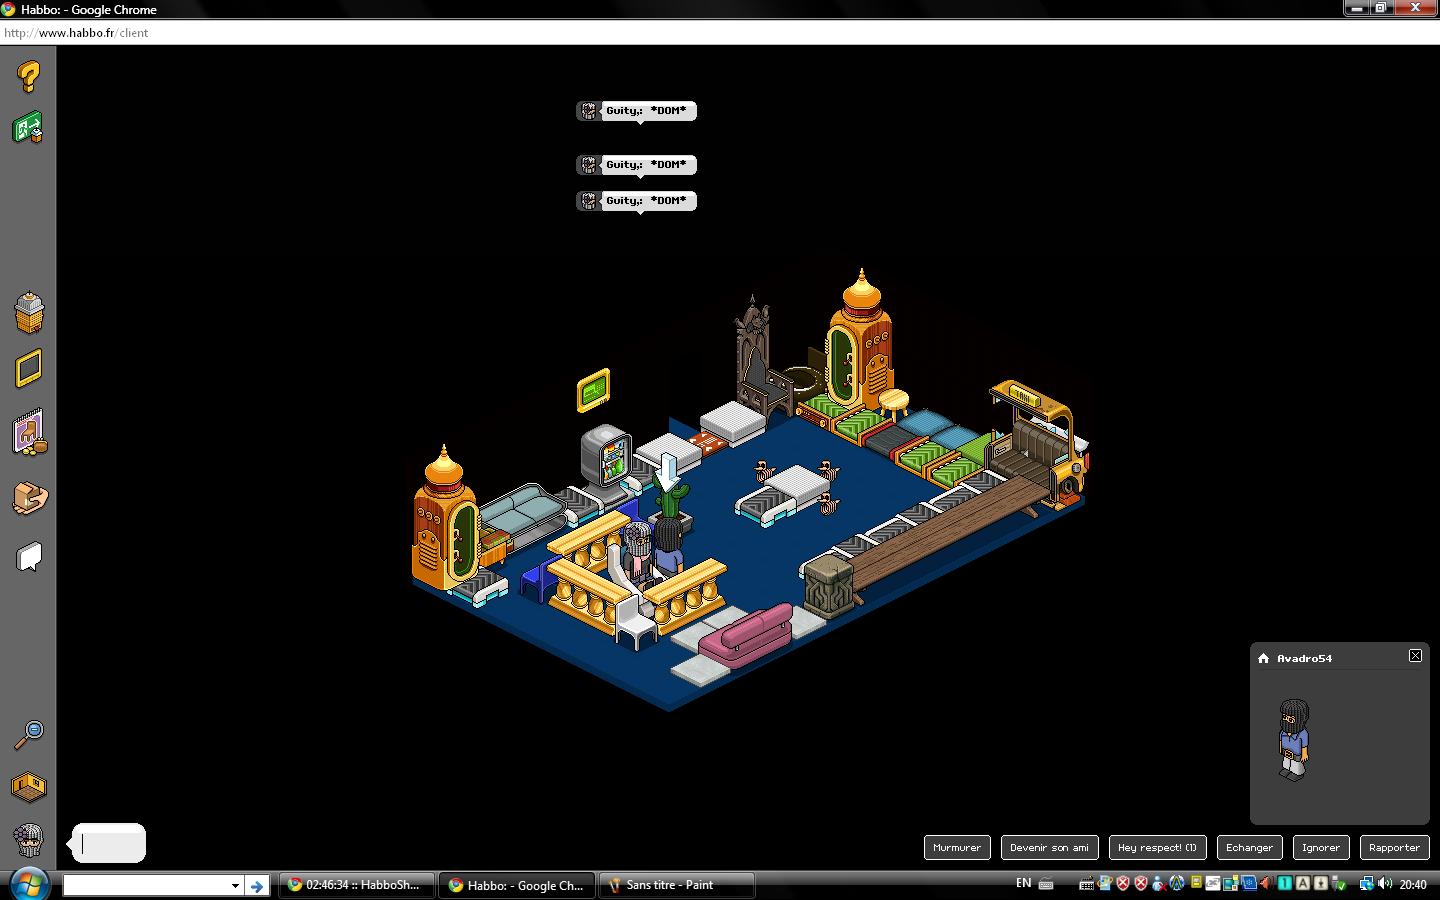 Habbo: - Google Chrome
http://www.habbo.fr/client
Guity,: *DOM*
Guity,: *DOM*
Guity,: *DOM*
Avadro54
Murmurer
Devenir son ami
Hey respect! (1)
Echanger
Ignorer
Rapporter
02:46:34 :: HabboSh...
Habbo: - Google Ch...
Sans titre - Paint
EN
20:40